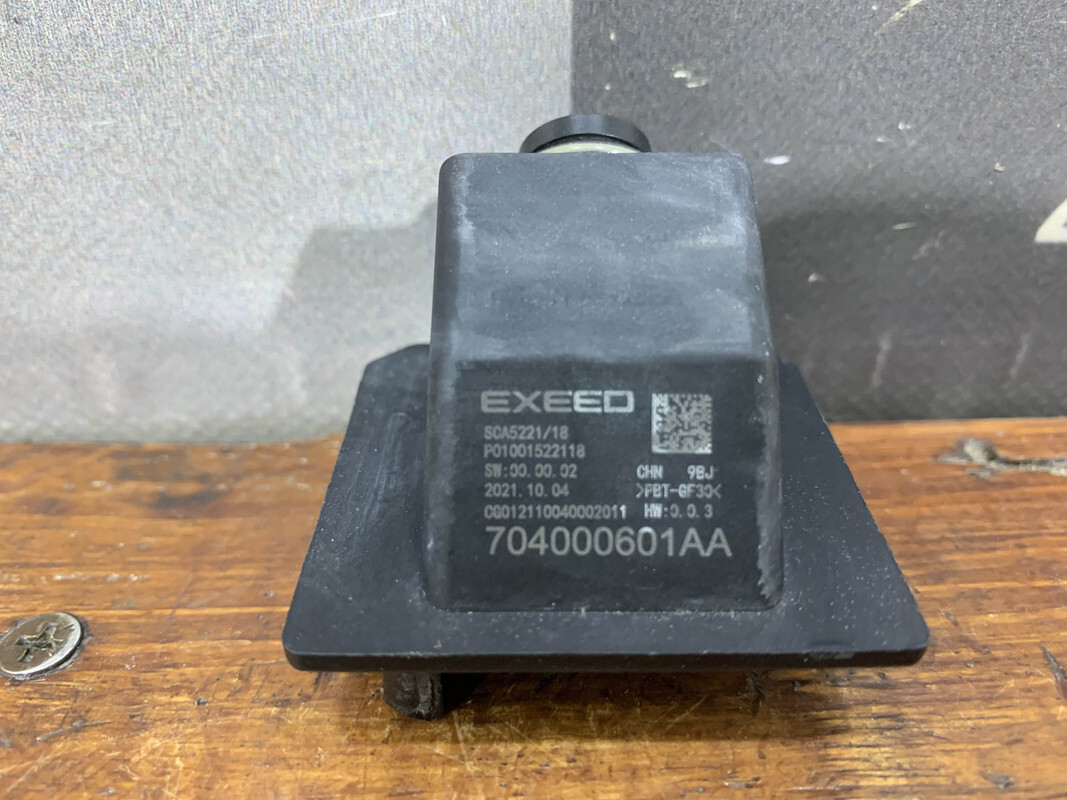 EXEED
SCA5221/18
P01001522118
SW:00.00.02
CHN 9BJ
2021.10.04
>PBT-GF30<
CG012110040002011
HW:0.0.3
704000601AA